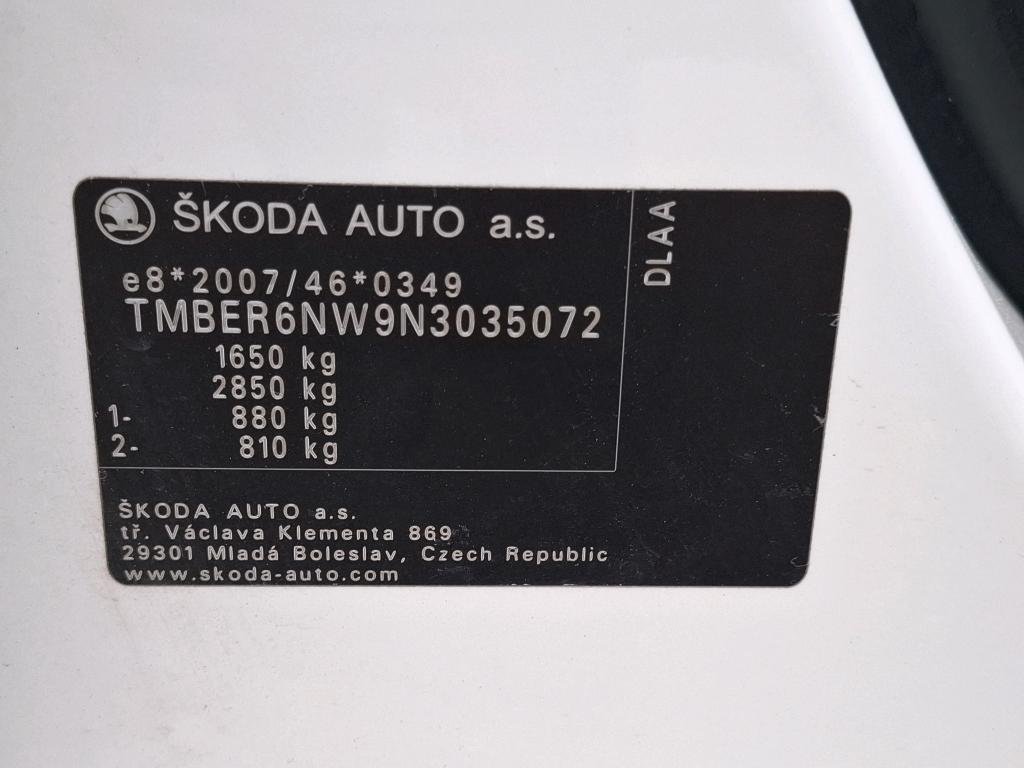 ŠKODA AUTO a.s.
e8*2007/46*0349
TMBER6NW9N3035072
1650 kg
2850 kg
1- 880 kg
2- 810 kg
DLAA
ŠKODA AUTO a.s.
tř. Václava Klementa 869
29301 Mladá Boleslav, Czech Republic
www.skoda-auto.com